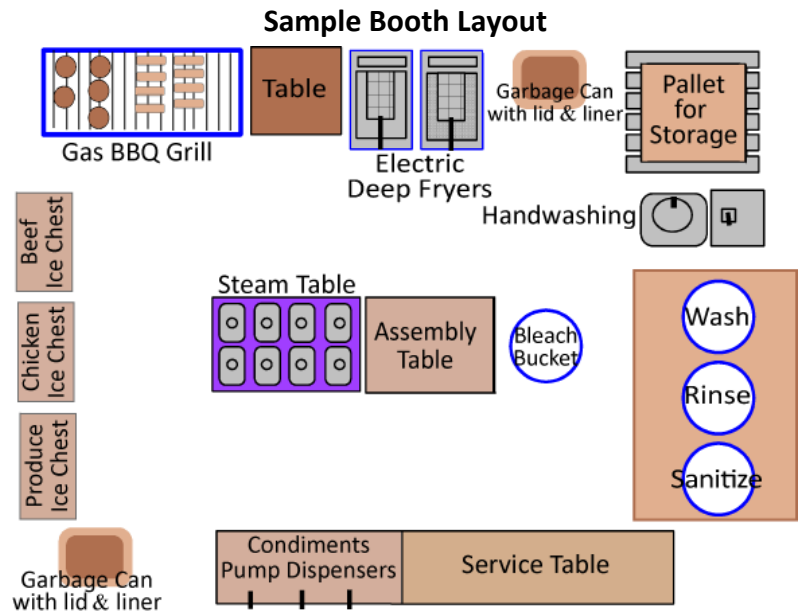 Sample Booth Layout
Table
Garbage Can
with lid & liner
Pallet
for
Storage
Gas BBQ Grill
Electric
Deep Fryers
Handwashing
Beef
Ice Chest
Steam Table
Assembly
Table
Bleach
Bucket
Wash
Chicken
Ice Chest
Rinse
Produce
Ice Chest
Sanitize
Condiments
Pump Dispensers
Service Table
Garbage Can
with lid & liner